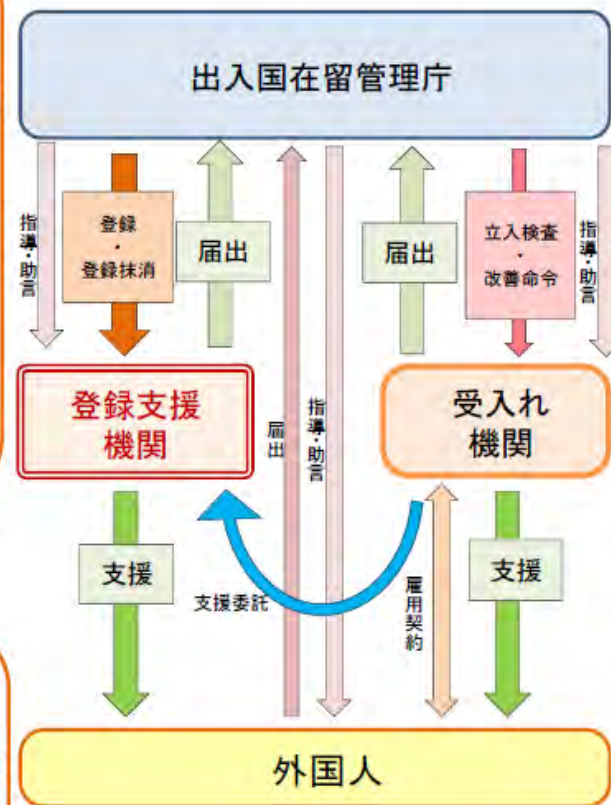 出入国在留管理庁
指導・助言
登録
・
登録抹消
届出
届出
立入検査
・
改善命令
指導・助言
登録支援
機関
届出
指導・助言
受入れ
機関
支援
支援委託
雇用契約
支援
外国人